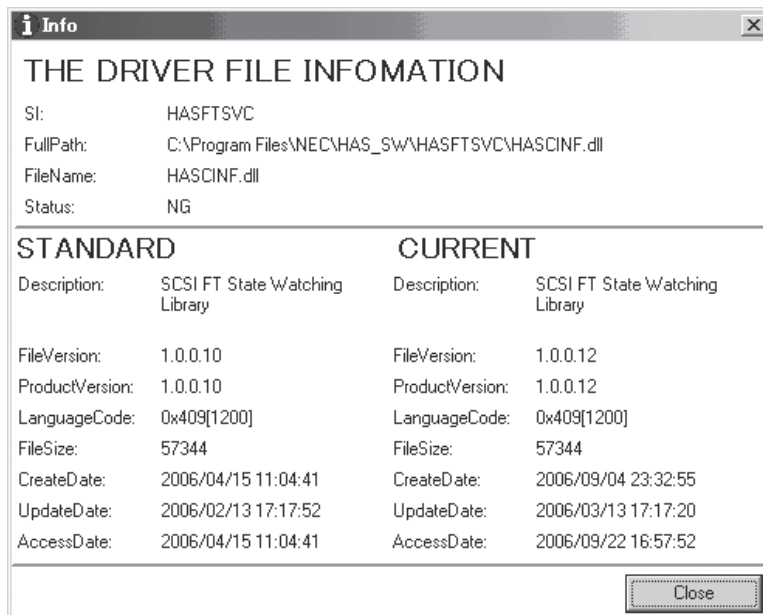 Info
THE DRIVER FILE INFOMATION
SI: HASFTSVC
FullPath: C:\Program Files\NEC\HAS_SW\HASFTSVC\HASCINF.dll
FileName: HASCINF.dll
Status: NG
STANDARD
Description: SCSI FT State Watching
Library
FileVersion: 1.0.0.10
ProductVersion: 1.0.0.10
LanguageCode: 0x409[1200]
FileSize: 57344
CreateDate: 2006/04/15 11:04:41
UpdateDate: 2006/02/13 17:17:52
AccessDate: 2006/04/15 11:04:41
CURRENT
Description: SCSI FT State Watching
Library
FileVersion: 1.0.0.12
ProductVersion: 1.0.0.12
LanguageCode: 0x409[1200]
FileSize: 57344
CreateDate: 2006/09/04 23:32:55
UpdateDate: 2006/03/13 17:17:20
AccessDate: 2006/09/22 16:57:52
Close